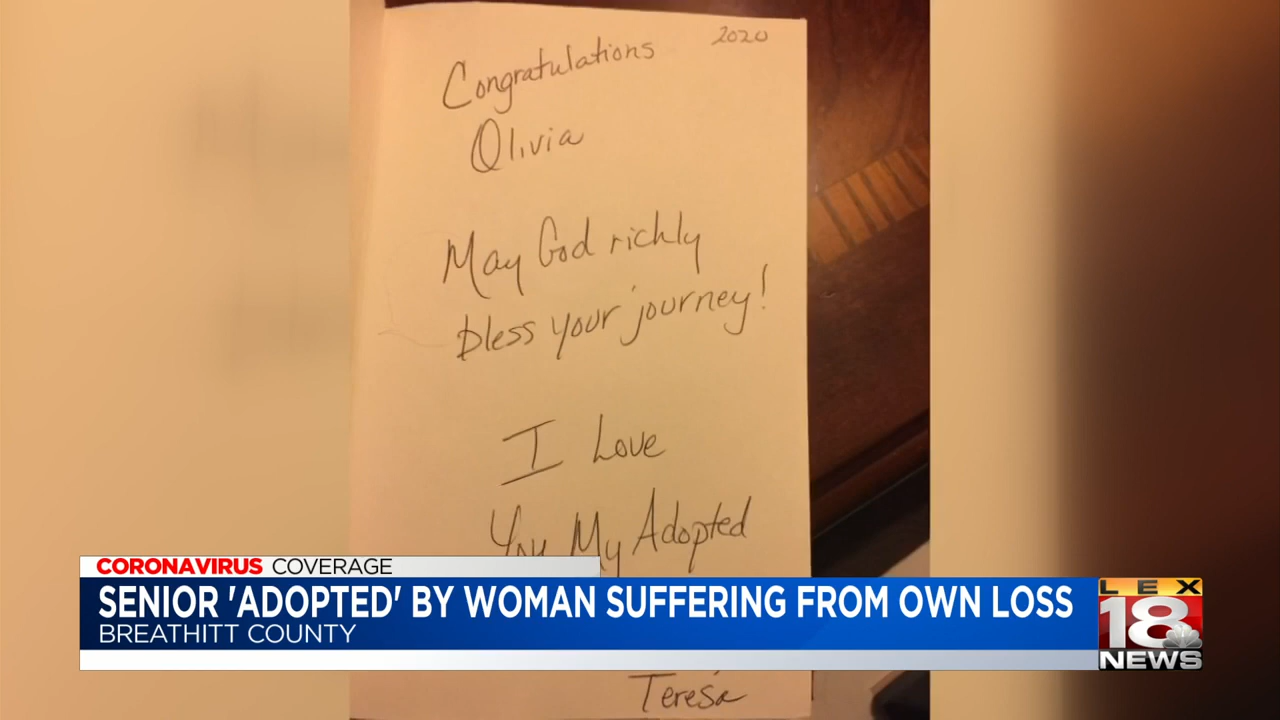 2020
Congratulations
Olivia
May God richly
bless your journey!
I Love
You My Adopted
CORONAVIRUS COVERAGE
SENIOR 'ADOPTED' BY WOMAN SUFFERING FROM OWN LOSS
BREATHITT COUNTY
LEX
18
NEWS
Teresa